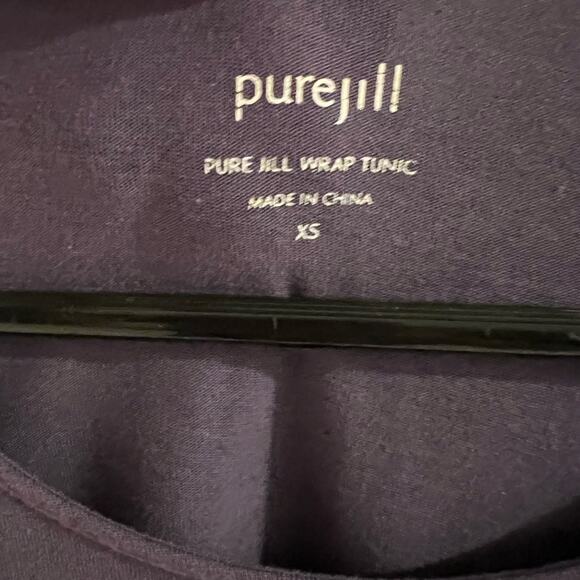 purejill
PURE JILL WRAP TUNIC
MADE IN CHINA
XS